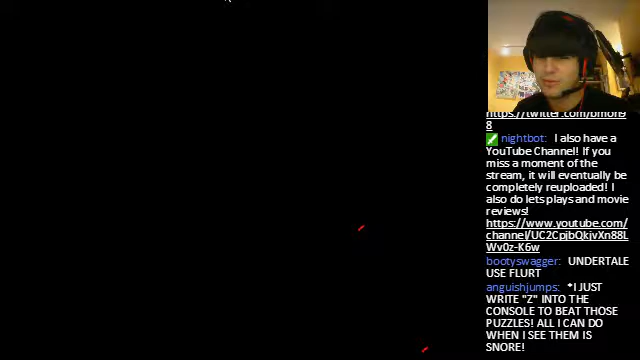 https://twitter.com/bmon9
8
nightbot: I also have a
YouTube Channel! If you
miss a moment of the
stream, it will eventually be
completely reuploaded! I
also do lets plays and movie
reviews!
https://www.youtube.com/
channel/UC2CpjbQkjvXn88L
Wv0z-K6w
bootyswagger: UNDERTALE
USE FLURT
anguishjumps: *I JUST
WRITE "Z" INTO THE
CONSOLE TO BEAT THOSE
PUZZLES! ALL I CAN DO
WHEN I SEE THEM IS
SNORE!